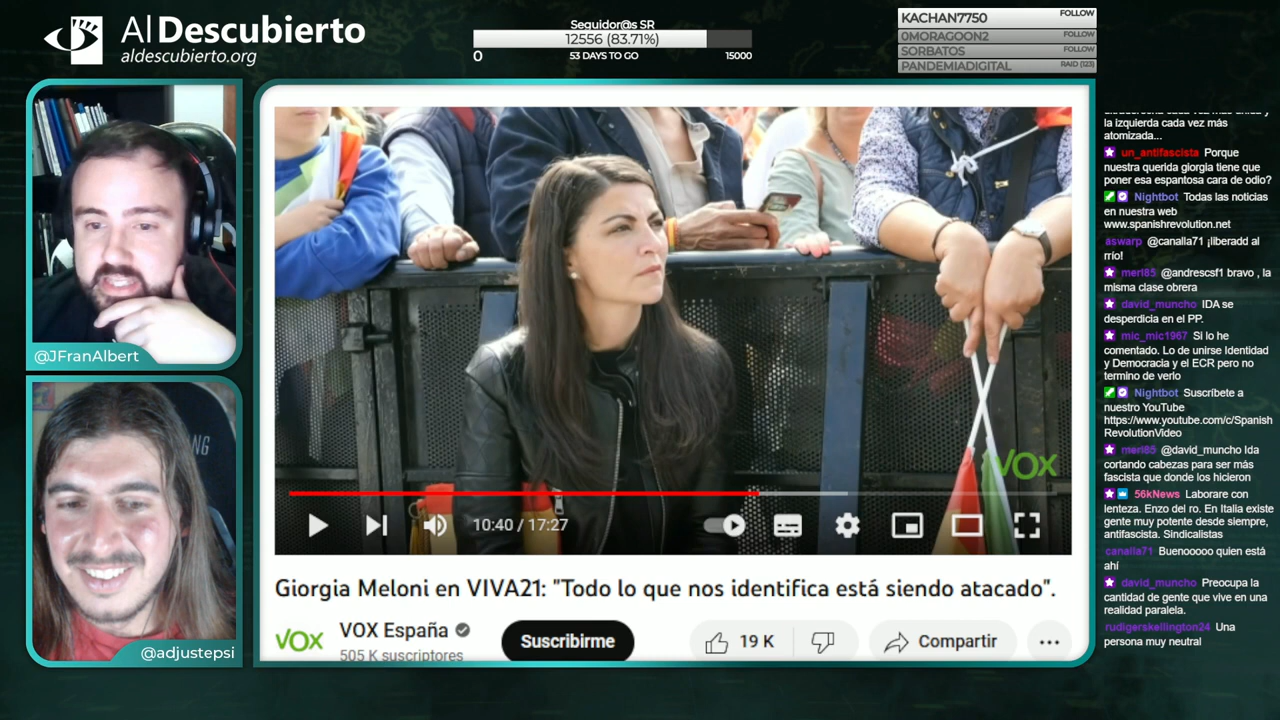 Al Descubierto
aldescubierto.org
Seguidor@s SR
12556 (83.71%)
0
53 DAYS TO GO
15000
KACHAN7750 FOLLOW
0MORAGOON2 FOLLOW
SORBATOS FOLLOW
PANDEMIADIGITAL RAID (123)
@JFranAlbert
@adjustepsi
VOX
10:40 / 17:27
Giorgia Meloni en VIVA21: "Todo lo que nos identifica está siendo atacado".
VOX
VOX España
505 K suscriptores
Suscribirme
19 K
Compartir
la izquierda cada vez más
atomizada...
un_antifascista Porque
nuestra querida giorgia tiene que
poner esa espantosa cara de odio?
Nightbot Todas las noticias
en nuestra web
www.spanishrevolution.net
aswarp @canalla71 ¡liberadd al
rrío!
meri85 @andrescsf1 bravo , la
misma clase obrera
david_muncho IDA se
desperdicia en el PP.
mic_mic1967 Si lo he
comentado. Lo de unirse Identidad
y Democracia y el ECR pero no
termino de verlo
Nightbot Suscríbete a
nuestro YouTube
https://www.youtube.com/c/Spanish
RevolutionVideo
meri85 @david_muncho Ida
cortando cabezas para ser más
fascista que donde los hicieron
56kNews Laborare con
lenteza. Enzo del ro. En Italia existe
gente muy potente desde siempre,
antifascista. Sindicalistas
canalla71 Buenooooo quien está
ahí
david_muncho Preocupa la
cantidad de gente que vive en una
realidad paralela.
rudigerskellington24 Una
persona muy neutral